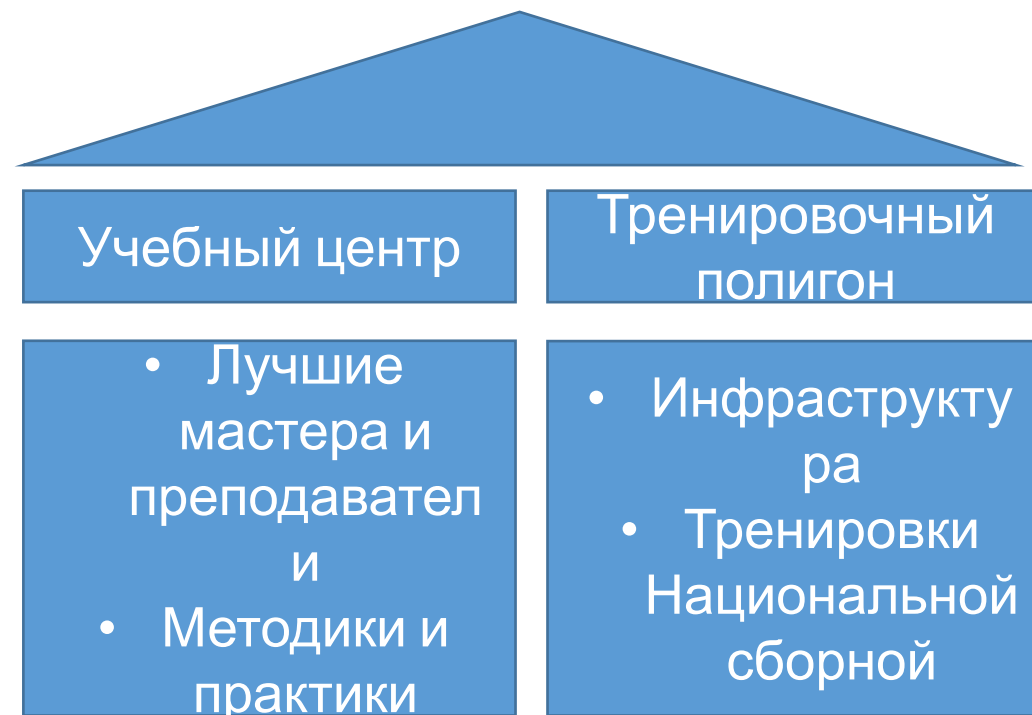 Учебный центр
Тренировочный
полигон
• Лучшие
мастера и
преподавател
и
• Методики и
практики
• Инфраструкту
ра
• Тренировки
Национальной
сборной